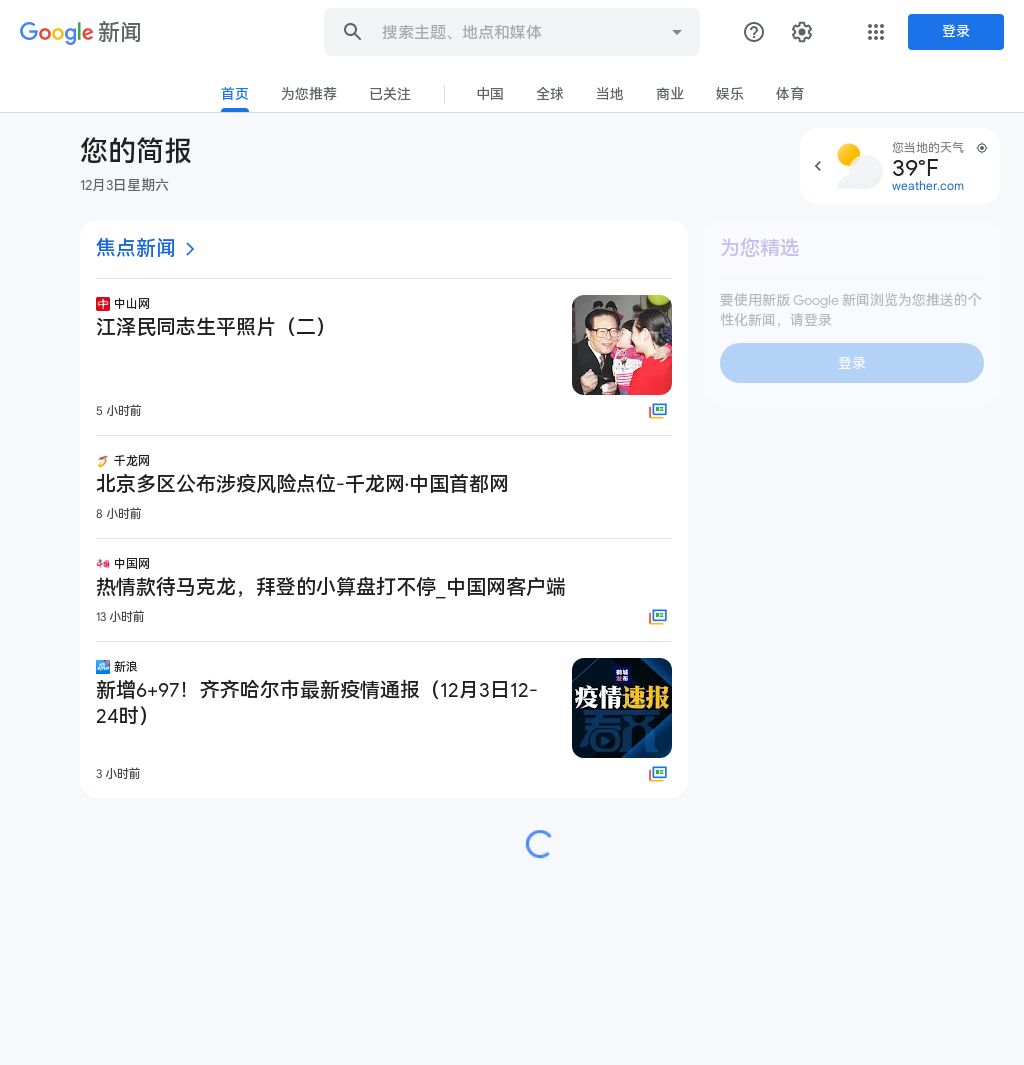 Google 新闻
搜索主题、地点和媒体
登录
首页 为您推荐 已关注 中国 全球 当地 商业 娱乐 体育
您的简报
12月3日星期六
您当地的天气
39°F
weather.com
焦点新闻
中山网
江泽民同志生平照片（二）
5 小时前
千龙网
北京多区公布涉疫风险点位-千龙网·中国首都网
8 小时前
中国网
热情款待马克龙，拜登的小算盘打不停_中国网客户端
13 小时前
新浪
新增6+97！齐齐哈尔市最新疫情通报（12月3日12-
24时）
鹤城
发布
疫情速报
看齐
3 小时前
为您精选
要使用新版 Google 新闻浏览为您推送的个
性化新闻，请登录
登录